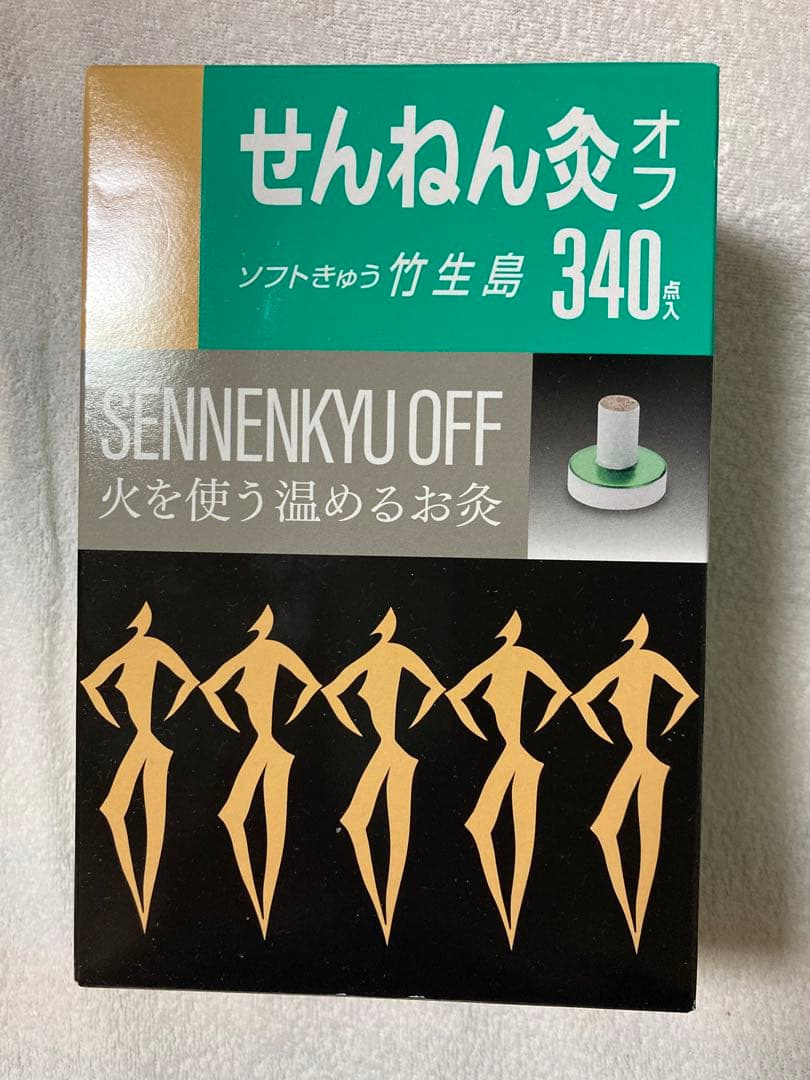 せんねん灸オフ
ソフトきゅう竹生島 340点入
SENNENKYU OFF
火を使う温めるお灸